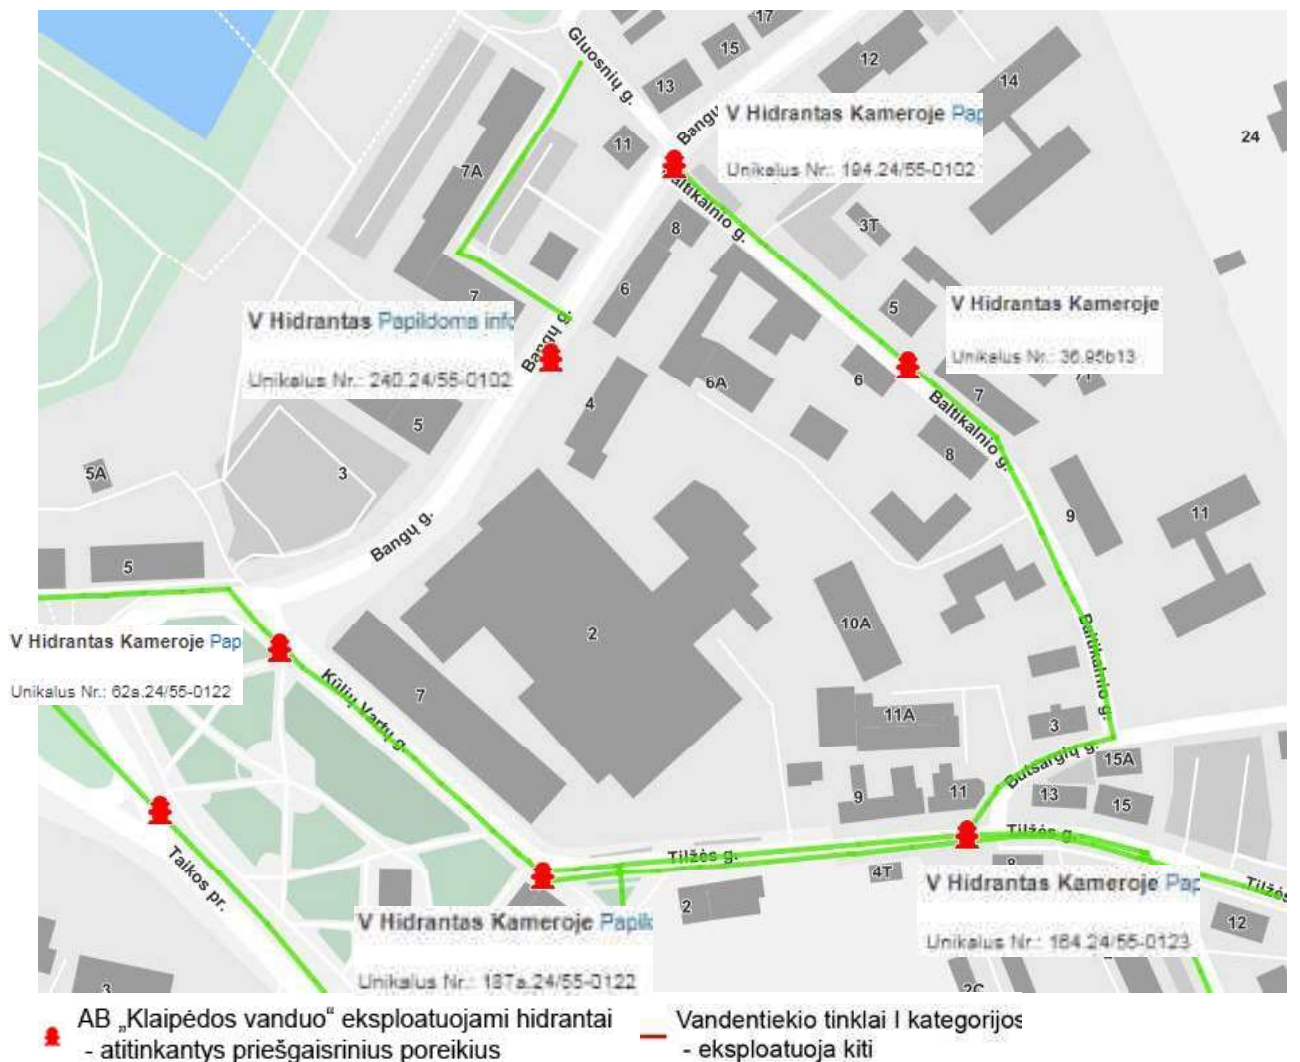 17
Gluosnių g.
15
12
13
14
Bangų
V Hidrantas Kameroje Pap
Unikalus Nr.: 194.24/55-0102
24
11
7A
Baltikalnio g.
3T
8
6
5
7
V Hidrantas Papildoma info
Unikalus Nr.: 240.24/55-0102
Bangų g.
V Hidrantas Kameroje
Unikalus Nr.: 36.95b13
6A
6
7
4
Baltikalnio g.
5
8
5A
3
9
11
Bangų g.
5
10A
2
Baltikalnio g.
V Hidrantas Kameroje Pap
Unikalus Nr.: 62a.24/55-0122
Kūlių Vartų g.
7
11A
3
Butsargių g.
15A
9
11
13
15
Tilžės g.
Tilžės g.
Taikos pr.
4T
8
V Hidrantas Kameroje Pap
Unikalus Nr.: 164.24/55-0123
Tilžės
2
12
V Hidrantas Kameroje Papil
Unikalus Nr.: 187a.24/55-0122
3
2C
AB „Klaipėdos vanduo“ eksploatuojami hidrantai
- atitinkantys priešgaisrinius poreikius
Vandentiekio tinklai I kategorijos
- eksploatuoja kiti